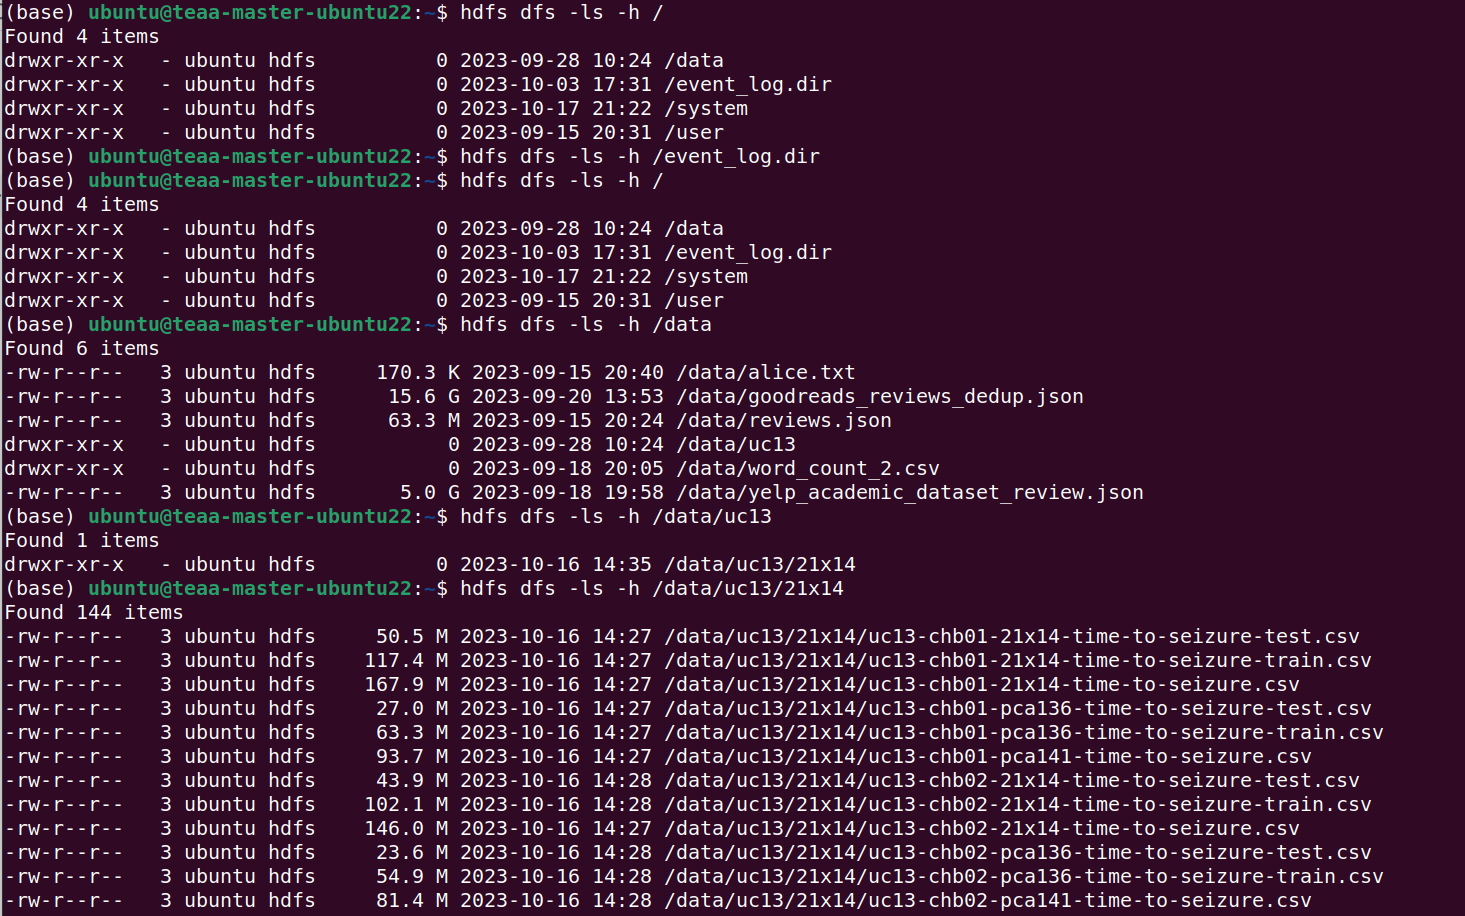 (base) ubuntu@teaa-master-ubuntu22:~$ hdfs dfs -ls -h /
Found 4 items
drwxr-xr-x   - ubuntu hdfs          0 2023-09-28 10:24 /data
drwxr-xr-x   - ubuntu hdfs          0 2023-10-03 17:31 /event_log.dir
drwxr-xr-x   - ubuntu hdfs          0 2023-10-17 21:22 /system
drwxr-xr-x   - ubuntu hdfs          0 2023-09-15 20:31 /user
(base) ubuntu@teaa-master-ubuntu22:~$ hdfs dfs -ls -h /event_log.dir
(base) ubuntu@teaa-master-ubuntu22:~$ hdfs dfs -ls -h /
Found 4 items
drwxr-xr-x   - ubuntu hdfs          0 2023-09-28 10:24 /data
drwxr-xr-x   - ubuntu hdfs          0 2023-10-03 17:31 /event_log.dir
drwxr-xr-x   - ubuntu hdfs          0 2023-10-17 21:22 /system
drwxr-xr-x   - ubuntu hdfs          0 2023-09-15 20:31 /user
(base) ubuntu@teaa-master-ubuntu22:~$ hdfs dfs -ls -h /data
Found 6 items
-rw-r--r--   3 ubuntu hdfs     170.3 K 2023-09-15 20:40 /data/alice.txt
-rw-r--r--   3 ubuntu hdfs      15.6 G 2023-09-20 13:53 /data/goodreads_reviews_dedup.json
-rw-r--r--   3 ubuntu hdfs      63.3 M 2023-09-15 20:24 /data/reviews.json
drwxr-xr-x   - ubuntu hdfs           0 2023-09-28 10:24 /data/uc13
drwxr-xr-x   - ubuntu hdfs           0 2023-09-18 20:05 /data/word_count_2.csv
-rw-r--r--   3 ubuntu hdfs       5.0 G 2023-09-18 19:58 /data/yelp_academic_dataset_review.json
(base) ubuntu@teaa-master-ubuntu22:~$ hdfs dfs -ls -h /data/uc13
Found 1 items
drwxr-xr-x   - ubuntu hdfs          0 2023-10-16 14:35 /data/uc13/21x14
(base) ubuntu@teaa-master-ubuntu22:~$ hdfs dfs -ls -h /data/uc13/21x14
Found 144 items
-rw-r--r--   3 ubuntu hdfs     50.5 M 2023-10-16 14:27 /data/uc13/21x14/uc13-chb01-21x14-time-to-seizure-test.csv
-rw-r--r--   3 ubuntu hdfs    117.4 M 2023-10-16 14:27 /data/uc13/21x14/uc13-chb01-21x14-time-to-seizure-train.csv
-rw-r--r--   3 ubuntu hdfs    167.9 M 2023-10-16 14:27 /data/uc13/21x14/uc13-chb01-21x14-time-to-seizure.csv
-rw-r--r--   3 ubuntu hdfs     27.0 M 2023-10-16 14:27 /data/uc13/21x14/uc13-chb01-pca136-time-to-seizure-test.csv
-rw-r--r--   3 ubuntu hdfs     63.3 M 2023-10-16 14:27 /data/uc13/21x14/uc13-chb01-pca136-time-to-seizure-train.csv
-rw-r--r--   3 ubuntu hdfs     93.7 M 2023-10-16 14:27 /data/uc13/21x14/uc13-chb01-pca141-time-to-seizure.csv
-rw-r--r--   3 ubuntu hdfs     43.9 M 2023-10-16 14:28 /data/uc13/21x14/uc13-chb02-21x14-time-to-seizure-test.csv
-rw-r--r--   3 ubuntu hdfs    102.1 M 2023-10-16 14:28 /data/uc13/21x14/uc13-chb02-21x14-time-to-seizure-train.csv
-rw-r--r--   3 ubuntu hdfs    146.0 M 2023-10-16 14:27 /data/uc13/21x14/uc13-chb02-21x14-time-to-seizure.csv
-rw-r--r--   3 ubuntu hdfs     23.6 M 2023-10-16 14:28 /data/uc13/21x14/uc13-chb02-pca136-time-to-seizure-test.csv
-rw-r--r--   3 ubuntu hdfs     54.9 M 2023-10-16 14:28 /data/uc13/21x14/uc13-chb02-pca136-time-to-seizure-train.csv
-rw-r--r--   3 ubuntu hdfs     81.4 M 2023-10-16 14:28 /data/uc13/21x14/uc13-chb02-pca141-time-to-seizure.csv